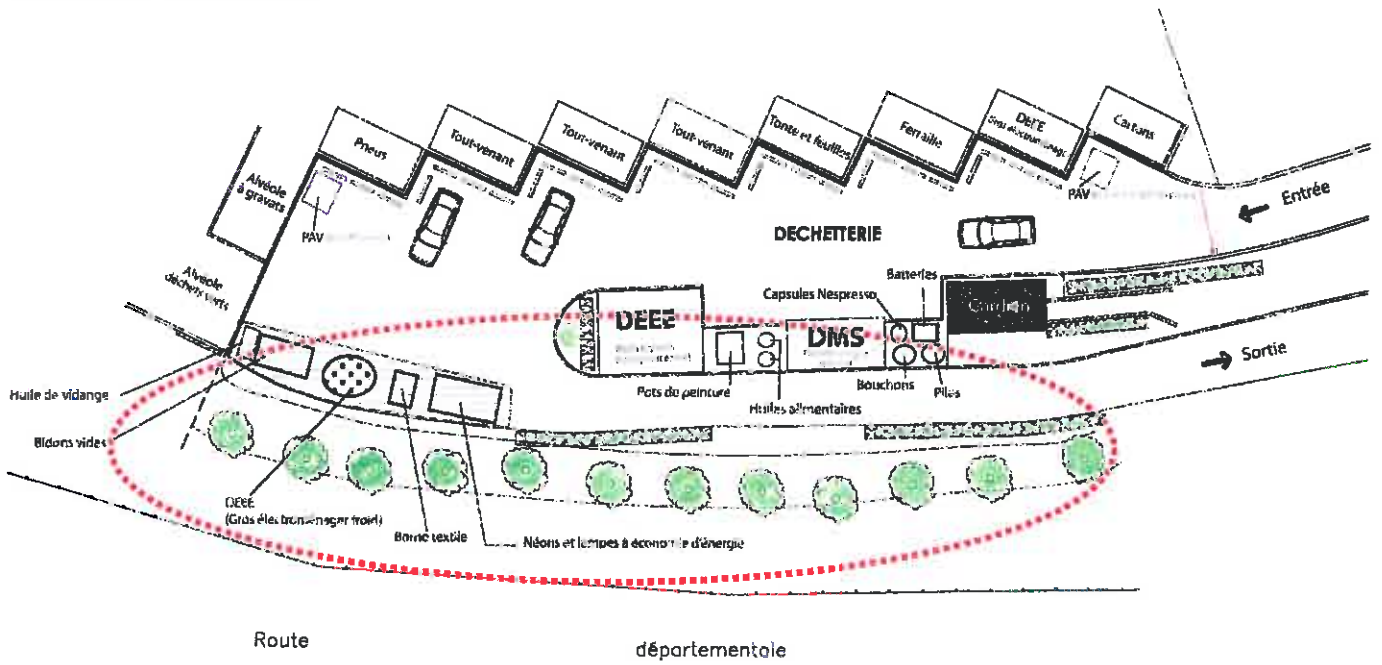 Pneus
Tout-venant
Tout-venant
Tout-venant
Tonte et feuilles
Ferraille
DEEE
Cartons
Alvéole
à gravats
PAV
PAV
Entrée
DECHETTERIE
Alvéole
déchets verts
Batteries
Capsules Nespresso
Gardien
DEEE
DMS
Sortie
Pots de peinture
Bouchons
Piles
Huiles alimentaires
Huile de vidange
Bidons vides
DEEE
(Gros électroménager froid)
Borne textile
Néons et lampes à économie d'énergie
Route
départementale